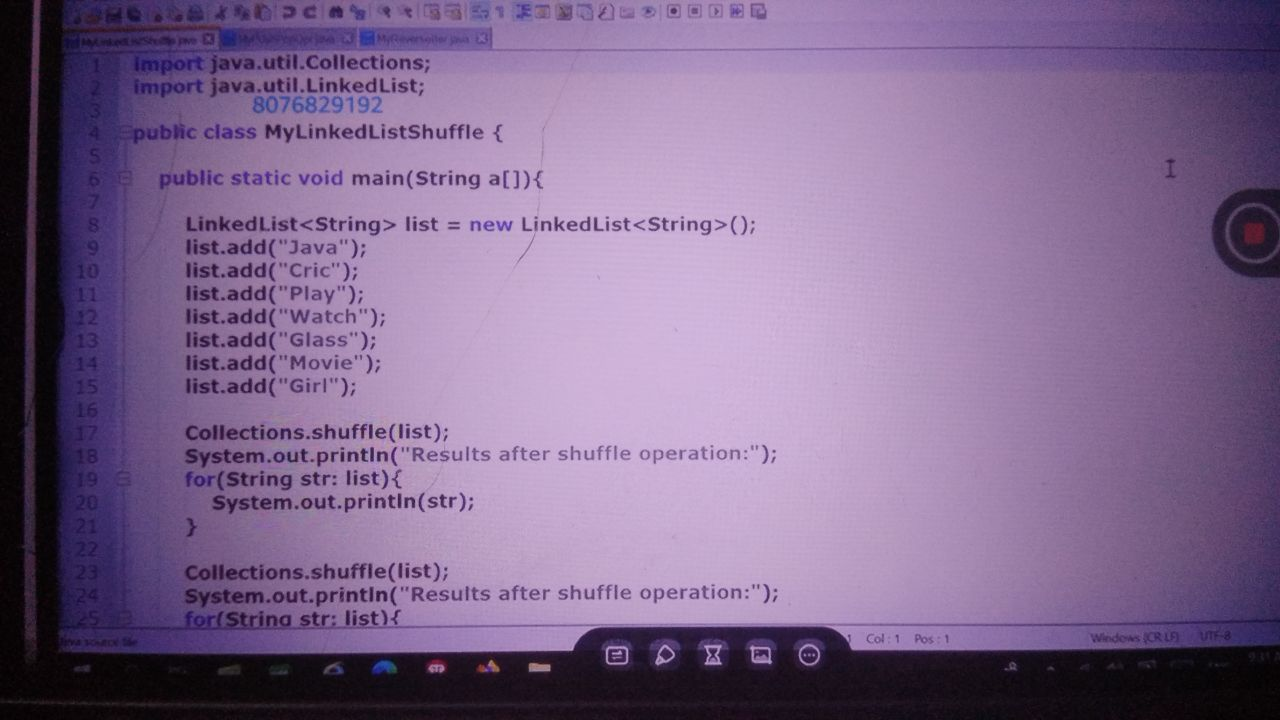 MyLinkedListShuffle.java MyReverseIter.java
1 import java.util.Collections;
2 import java.util.LinkedList;
8076829192
3
4 public class MyLinkedListShuffle {
5
6 public static void main(String a[]){
7
8 LinkedList<String> list = new LinkedList<String>();
9 list.add("Java");
10 list.add("Cric");
11 list.add("Play");
12 list.add("Watch");
13 list.add("Glass");
14 list.add("Movie");
15 list.add("Girl");
16
17 Collections.shuffle(list);
18 System.out.println("Results after shuffle operation:");
19 for(String str: list){
20 System.out.println(str);
21 }
22
23 Collections.shuffle(list);
24 System.out.println("Results after shuffle operation:");
25 for(String str: list){
Java source file Col : 1 Pos : 1 Windows (CR LF) UTF-8